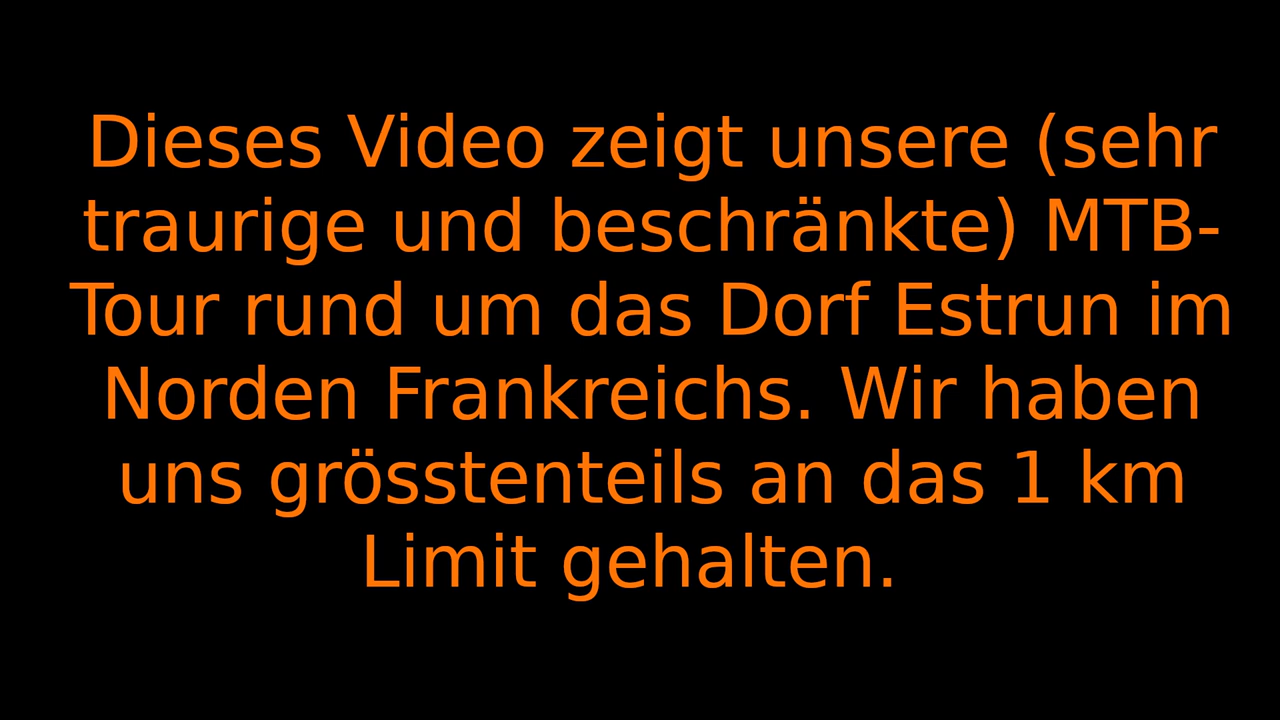 Dieses Video zeigt unsere (sehr
traurige und beschränkte) MTB-
Tour rund um das Dorf Estrun im
Norden Frankreichs. Wir haben
uns grösstenteils an das 1 km
Limit gehalten.